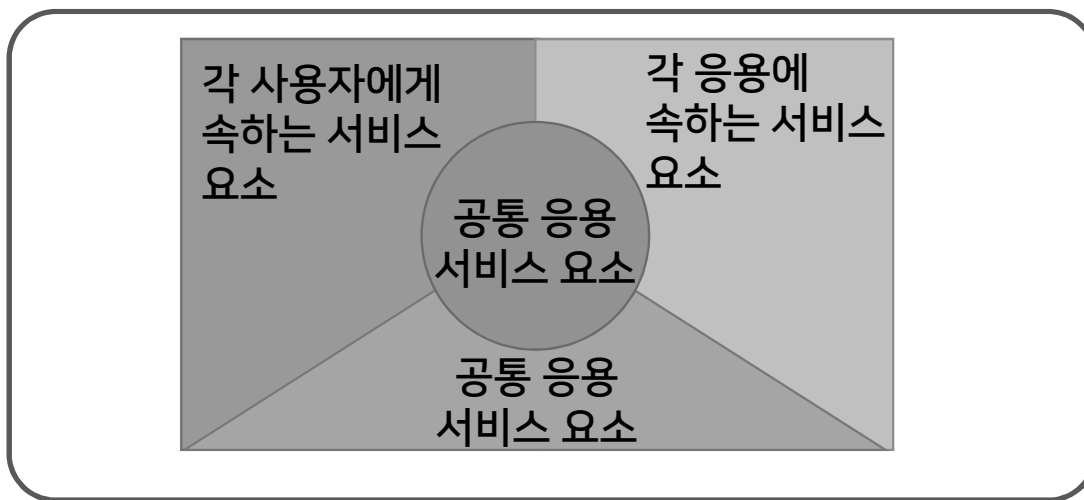 각 사용자에게
속하는 서비스
요소
각 응용에
속하는 서비스
요소
공통 응용
서비스 요소
공통 응용
서비스 요소